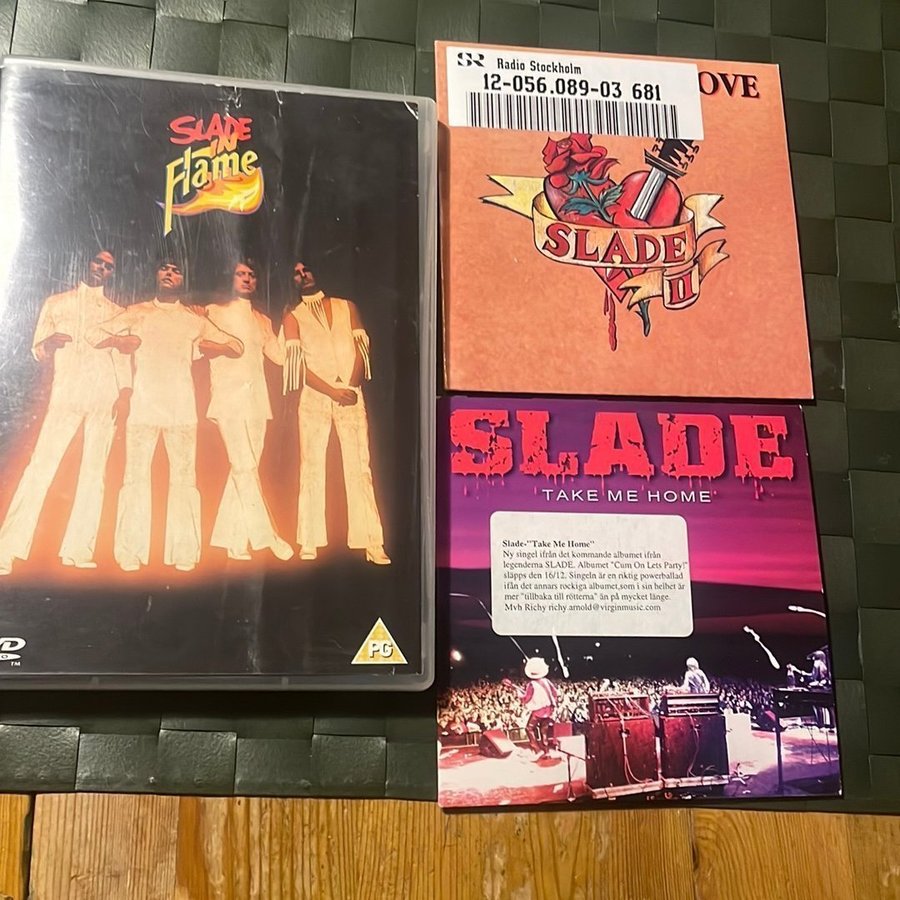 SLADE
IN
Flame
PG
TM
SR Radio Stockholm
12-056.089-03 681
OVE
SLADE
II
SLADE
TAKE ME HOME
Slade-"Take Me Home"
Ny singel ifrån det kommande albumet ifrån
legenderna SLADE. Albumet "Cum On Lets Party!"
släpps den 16/12. Singeln är en riktig powerballad
ifån det annars rockiga albumet,som i sin helhet är
mer "tillbaka till rötterna" än på mycket länge.
Mvh Richy richy.arnold@virginmusic.com